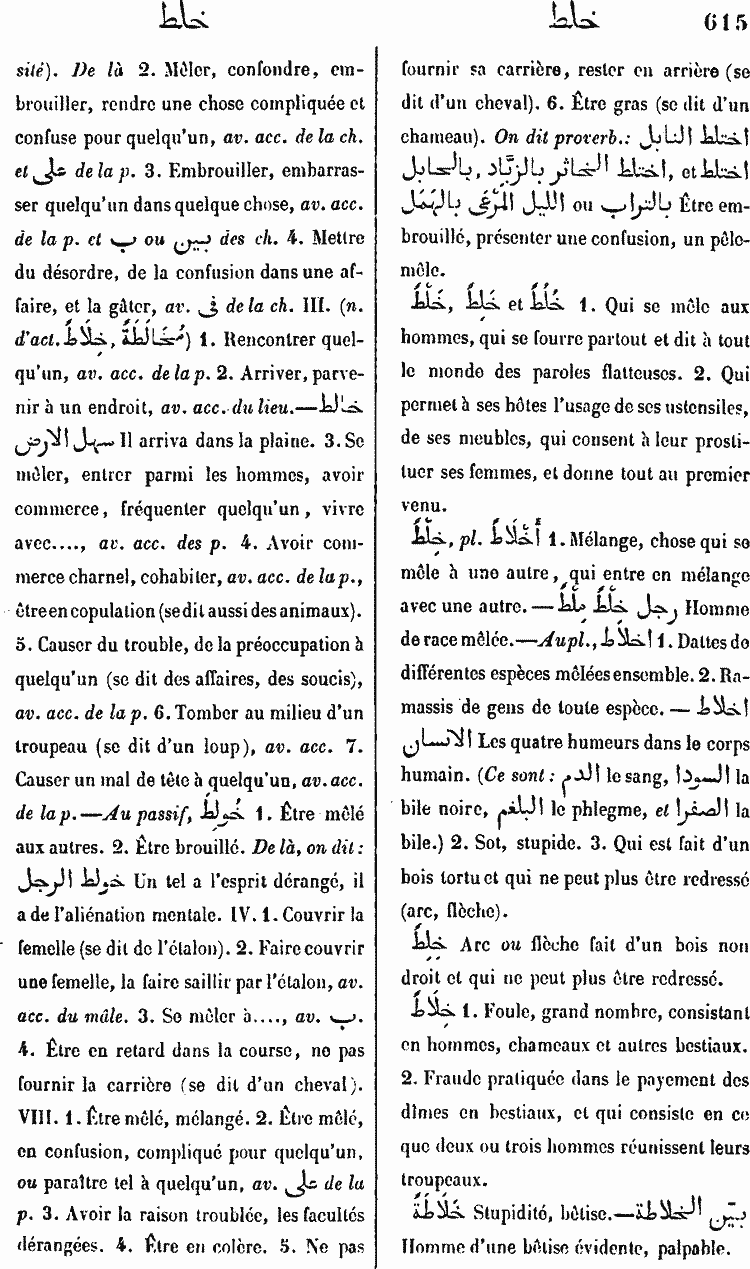 خلط
خلط 615
sité). De là 2. Mêler, confondre, em-
brouiller, rendre une chose compliquée et
confuse pour quelqu'un, av. acc. de la ch.
et على de la p. 3. Embrouiller, embarras-
ser quelqu'un dans quelque chose, av. acc.
de la p. et ب ou بين des ch. 4. Mettre
du désordre, de la confusion dans une af-
faire, et la gâter, av. فى de la ch. III. (n.
d'act. خِلَاطٌ, مُخَالَطَةٌ) 1. Rencontrer quel-
qu'un, av. acc. de la p. 2. Arriver, parve-
nir à un endroit, av. acc. du lieu.—خالط
سهل الارض Il arriva dans la plaine. 3. Se
mêler, entrer parmi les hommes, avoir
commerce, fréquenter quelqu'un, vivre
avec...., av. acc. des p. 4. Avoir com-
merce charnel, cohabiter, av. acc. de la p.,
être en copulation (se dit aussi des animaux).
5. Causer du trouble, de la préoccupation à
quelqu'un (se dit des affaires, des soucis),
av. acc. de la p. 6. Tomber au milieu d'un
troupeau (se dit d'un loup), av. acc. 7.
Causer un mal de tête à quelqu'un, av. acc.
de la p.—Au passif, خُولِطَ 1. Être mêlé
aux autres. 2. Être brouillé. De là, on dit:
خولط الرجل Un tel a l'esprit dérangé, il
a de l'aliénation mentale. IV. 1. Couvrir la
femelle (se dit de l'étalon). 2. Faire couvrir
une femelle, la faire saillir par l'étalon, av.
acc. du mâle. 3. Se mêler à...., av. ب.
4. Être en retard dans la course, ne pas
fournir la carrière (se dit d'un cheval).
VIII. 1. Être mêlé, mélangé. 2. Être mêlé,
en confusion, compliqué pour quelqu'un,
ou paraître tel à quelqu'un, av. على de la
p. 3. Avoir la raison troublée, les facultés
dérangées. 4. Être en colère. 5. Ne pas
fournir sa carrière, rester en arrière (se
dit d'un cheval). 6. Être gras (se dit d'un
chameau). On dit proverb.: اختلط النابل
بالحابل, اختلط الخاثر بالزبّاد, et اختلط
الليل المَرْعَى بالهَمَل ou بالتراب Être em-
brouillé, présenter une confusion, un pêle-
mêle.
خَلْطٌ, خَلِطٌ et خُلُطٌ 1. Qui se mêle aux
hommes, qui se fourre partout et dit à tout
le monde des paroles flatteuses. 2. Qui
permet à ses hôtes l'usage de ses ustensiles,
de ses meubles, qui consent à leur prosti-
tuer ses femmes, et donne tout au premier
venu.
خِلْطٌ, pl. أَخْلَاطٌ 1. Mélange, chose qui se
mêle à une autre, qui entre en mélange
avec une autre. — رجل خِلْطٌ مِلْطٌ Homme
de race mêlée.—Au pl., اخلاط 1. Dattes de
différentes espèces mêlées ensemble. 2. Ra-
massis de gens de toute espèce. — اخلاط
الانسان Les quatre humeurs dans le corps
humain. (Ce sont: الدم le sang, السودا la
bile noire, البلغم le phlegme, et الصفرا la
bile.) 2. Sot, stupide. 3. Qui est fait d'un
bois tortu et qui ne peut plus être redressé
(arc, flèche).
خِلِطٌ Arc ou flèche fait d'un bois non
droit et qui ne peut plus être redressé.
خِلَاطٌ 1. Foule, grand nombre, consistant
en hommes, chameaux et autres bestiaux.
2. Fraude pratiquée dans le payement des
dîmes en bestiaux, et qui consiste en ce
que deux ou trois hommes réunissent leurs
troupeaux.
خَلَاطَةٌ Stupidité, bêtise.—بيّن الخلاطة
Homme d'une bêtise évidente, palpable.